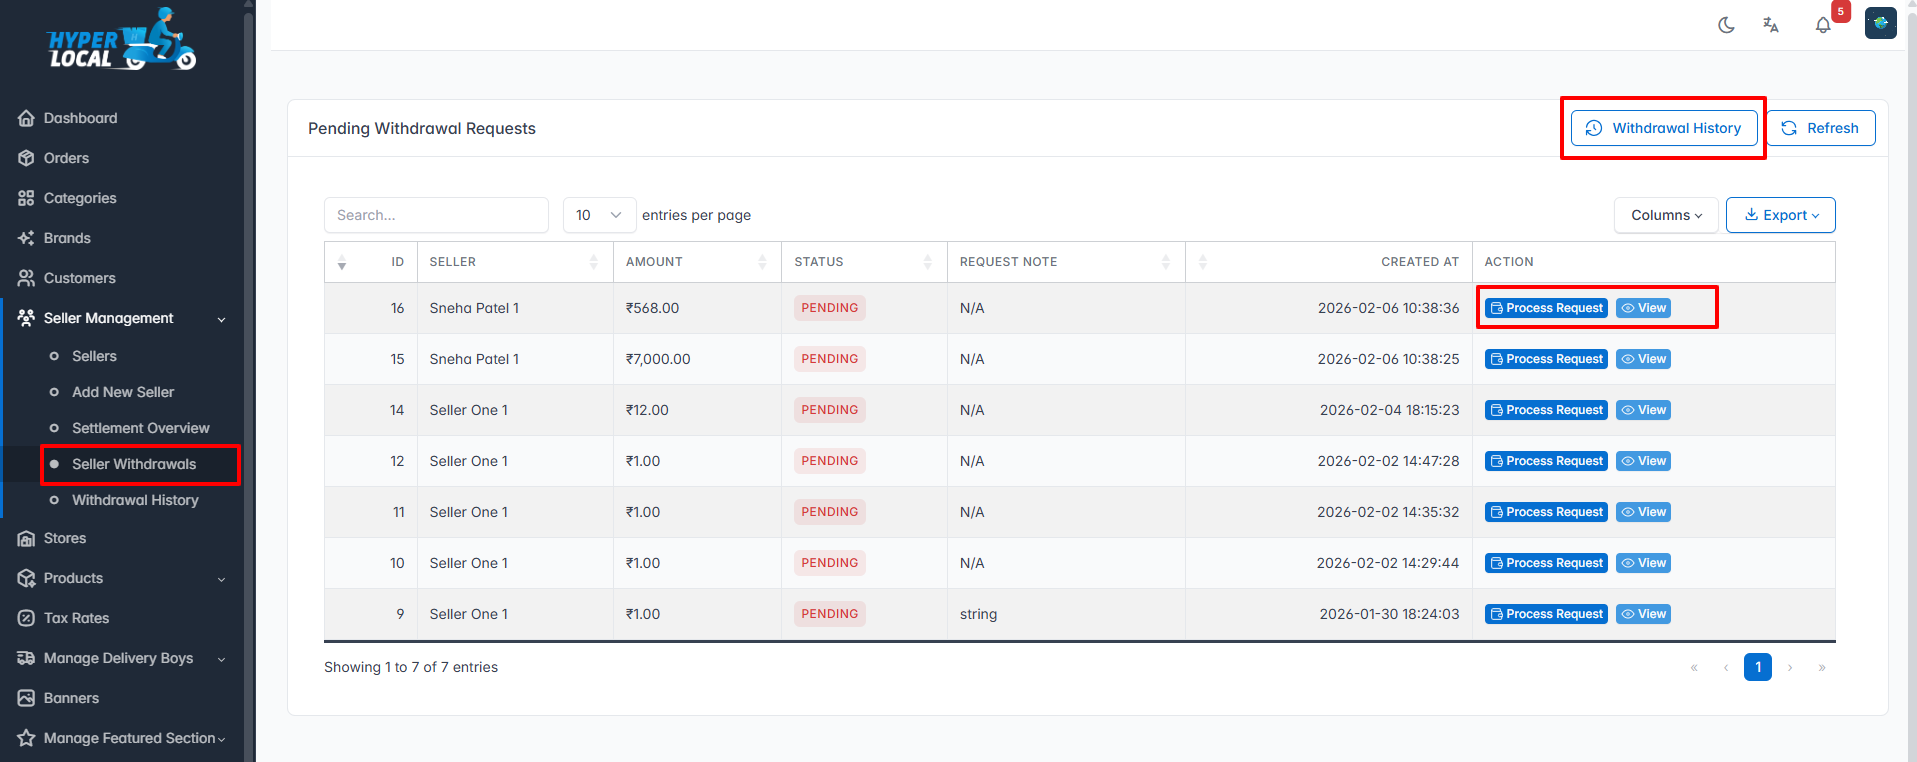 HYPER
LOCAL
5
Dashboard
Orders
Categories
Brands
Customers
Seller Management
Sellers
Add New Seller
Settlement Overview
Seller Withdrawals
Withdrawal History
Stores
Products
Tax Rates
Manage Delivery Boys
Banners
Manage Featured Section
Pending Withdrawal Requests
Withdrawal History
Refresh
Search...
10 entries per page
Columns
Export
ID SELLER AMOUNT STATUS REQUEST NOTE CREATED AT ACTION
16 Sneha Patel 1 ₹568.00 PENDING N/A 2026-02-06 10:38:36 Process Request View
15 Sneha Patel 1 ₹7,000.00 PENDING N/A 2026-02-06 10:38:25 Process Request View
14 Seller One 1 ₹12.00 PENDING N/A 2026-02-04 18:15:23 Process Request View
12 Seller One 1 ₹1.00 PENDING N/A 2026-02-02 14:47:28 Process Request View
11 Seller One 1 ₹1.00 PENDING N/A 2026-02-02 14:35:32 Process Request View
10 Seller One 1 ₹1.00 PENDING N/A 2026-02-02 14:29:44 Process Request View
9 Seller One 1 ₹1.00 PENDING string 2026-01-30 18:24:03 Process Request View
Showing 1 to 7 of 7 entries
« ‹ 1 › »